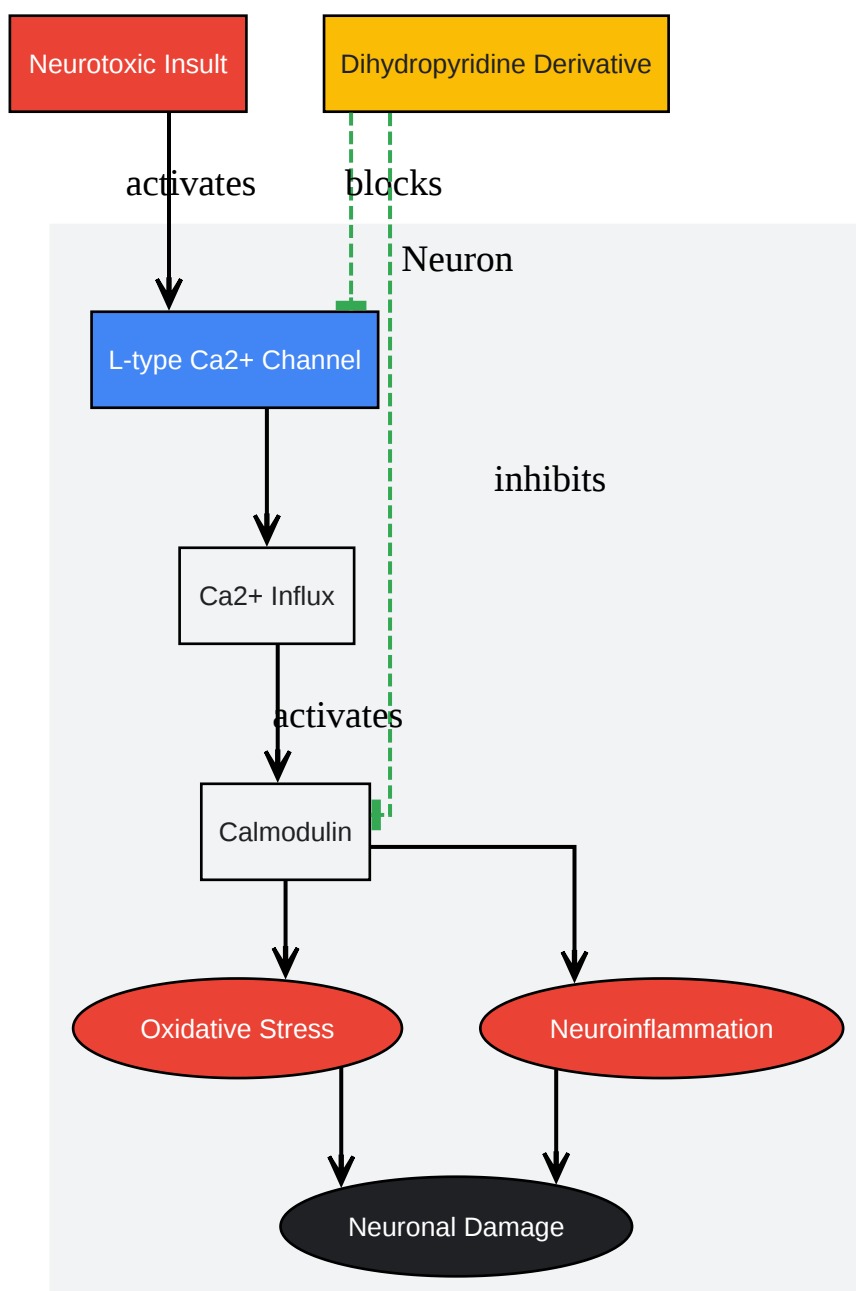 Neurotoxic Insult
Dihydropyridine Derivative
activates
blocks
Neuron
L-type Ca2+ Channel
inhibits
Ca2+ Influx
activates
Calmodulin
Oxidative Stress
Neuroinflammation
Neuronal Damage